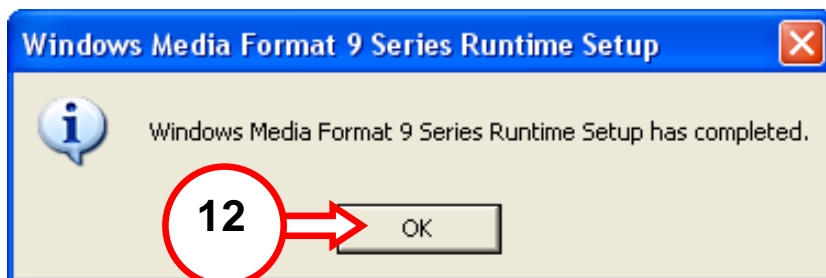 Windows Media Format 9 Series Runtime Setup
Windows Media Format 9 Series Runtime Setup has completed.
12
OK